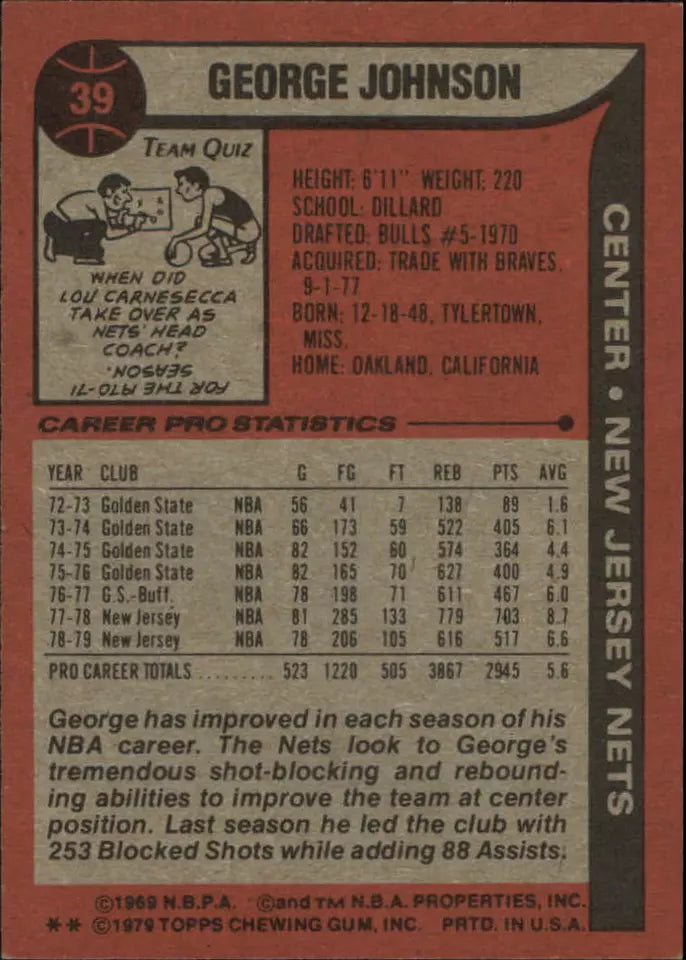 39
GEORGE JOHNSON
TEAM QUIZ
WHEN DID
LOU CARNESECCA
TAKE OVER AS
NETS' HEAD
COACH?
FOR THE 1970-71
SEASON.
HEIGHT: 6'11" WEIGHT: 220
SCHOOL: DILLARD
DRAFTED: BULLS #5-1970
ACQUIRED: TRADE WITH BRAVES,
9-1-77
BORN: 12-18-48, TYLERTOWN,
MISS.
HOME: OAKLAND, CALIFORNIA
CENTER • NEW JERSEY NETS
CAREER PRO STATISTICS
YEAR CLUB G FG FT REB PTS AVG
72-73 Golden State NBA 56 41 7 138 89 1.6
73-74 Golden State NBA 66 173 59 522 405 6.1
74-75 Golden State NBA 82 152 60 574 364 4.4
75-76 Golden State NBA 82 165 70 627 400 4.9
76-77 G.S.-Buff. NBA 78 198 71 611 467 6.0
77-78 New Jersey NBA 81 285 133 779 703 8.7
78-79 New Jersey NBA 78 206 105 616 517 6.6
PRO CAREER TOTALS .......... 523 1220 505 3867 2945 5.6
George has improved in each season of his
NBA career. The Nets look to George's
tremendous shot-blocking and rebound-
ing abilities to improve the team at center
position. Last season he led the club with
253 Blocked Shots while adding 88 Assists.
©1969 N.B.P.A. ©and TM N.B.A. PROPERTIES, INC.
** ©1979 TOPPS CHEWING GUM, INC. PRTD. IN U.S.A.